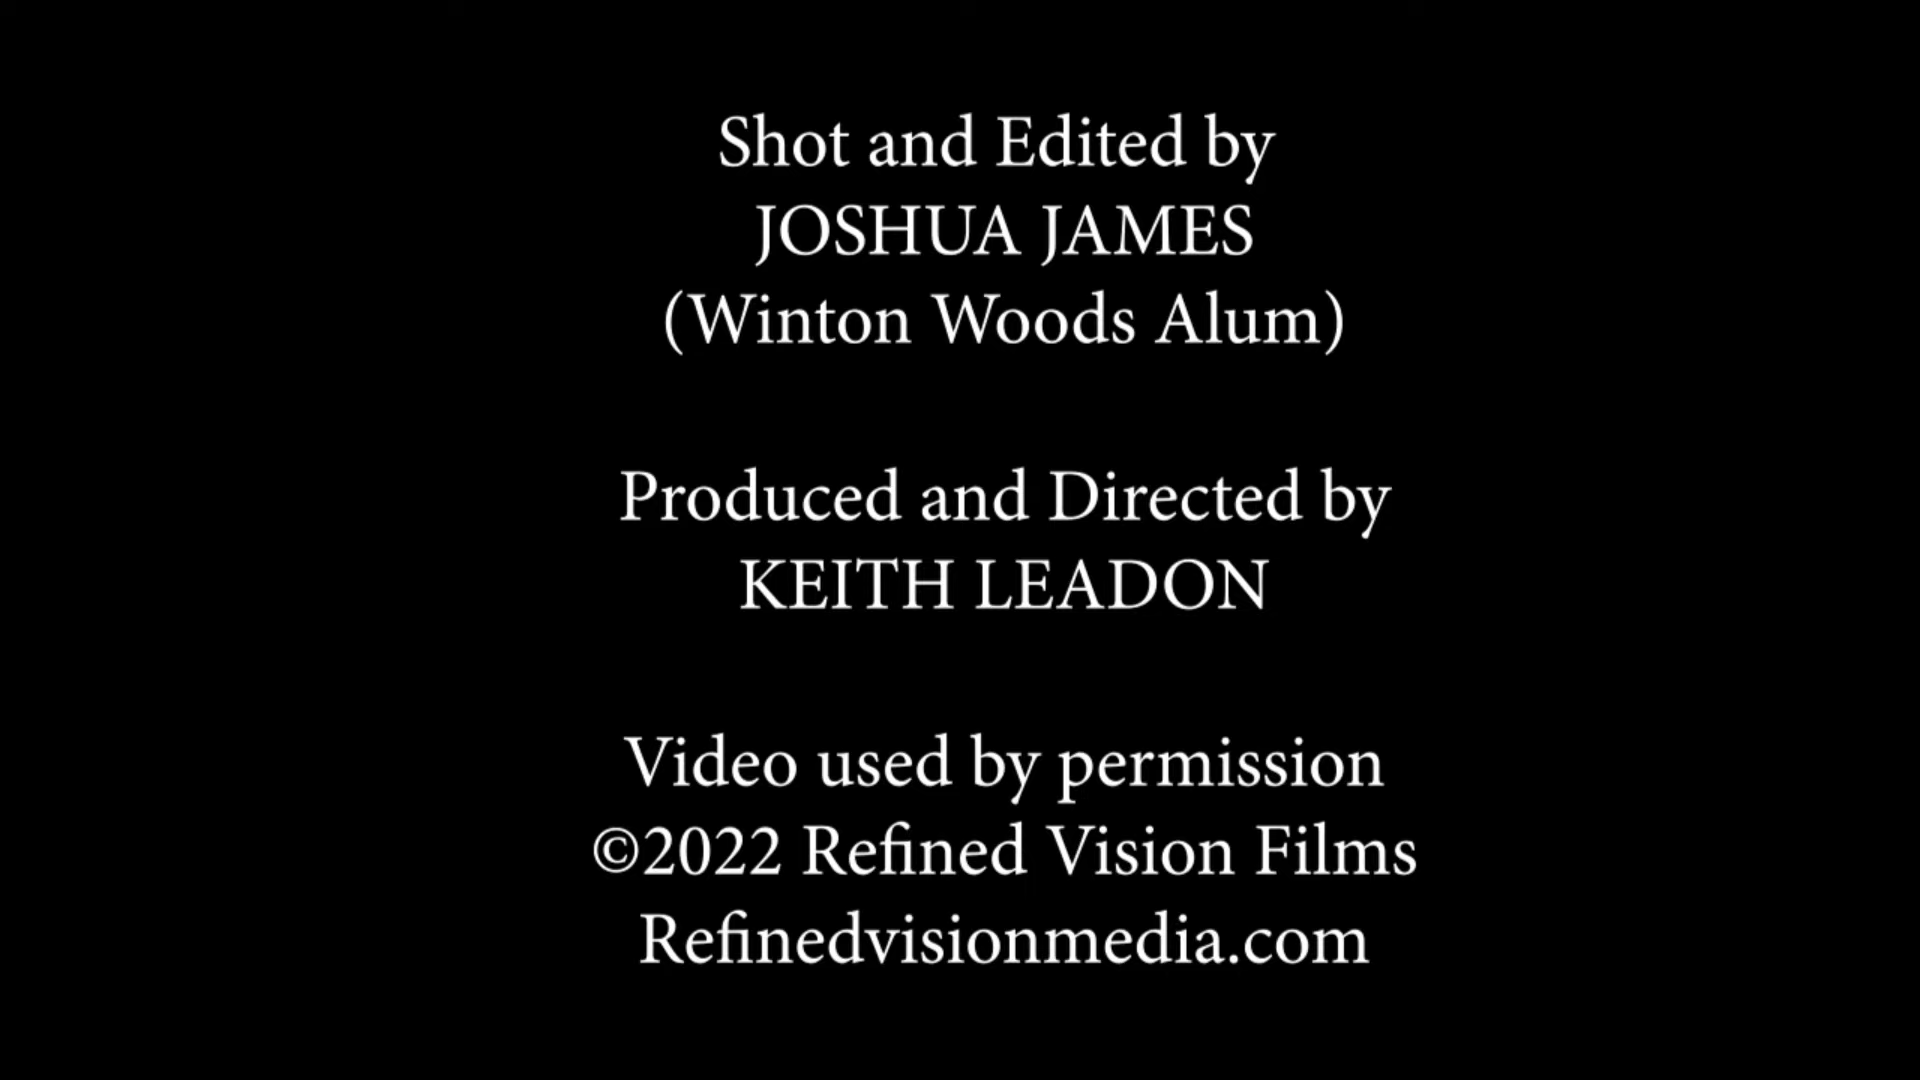 Shot and Edited by
JOSHUA JAMES
(Winton Woods Alum)
Produced and Directed by
KEITH LEADON
Video used by permission
©2022 Refined Vision Films
Refinedvisionmedia.com